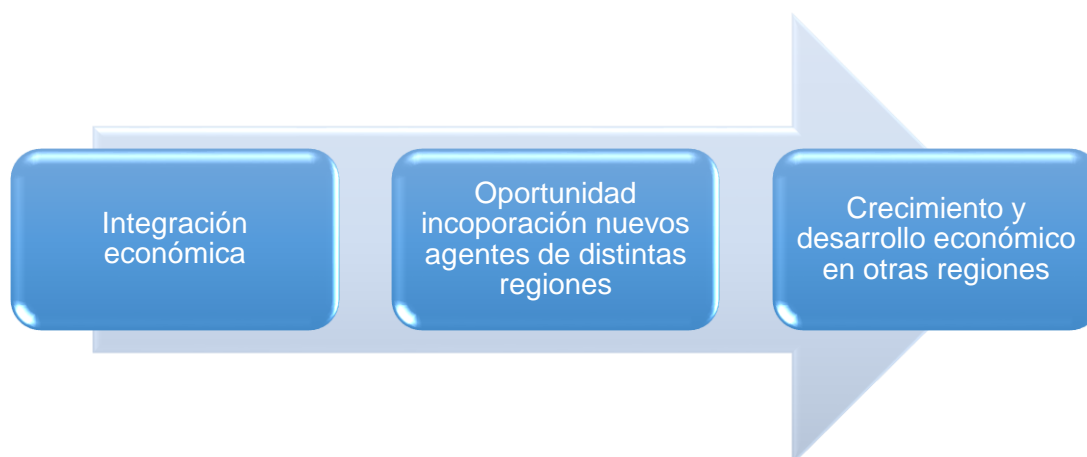 Integración
económica
Oportunidad
incoporación nuevos
agentes de distintas
regiones
Crecimiento y
desarrollo económico
en otras regiones